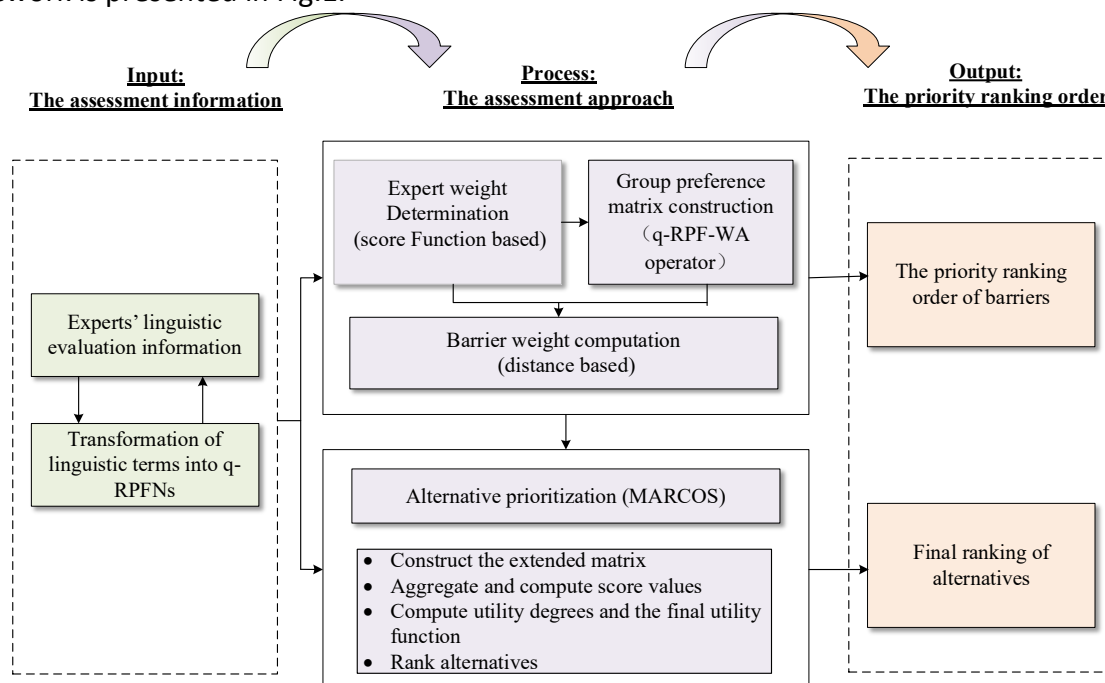 work is presented in Fig.2.
Input:
The assessment information
Process:
The assessment approach
Output:
The priority ranking order
Experts’ linguistic
evaluation information
Transformation of
linguistic terms into q-
RPFNs
Expert weight
Determination
(score Function based)
Group preference
matrix construction
（q-RPF-WA
operator）
Barrier weight computation
(distance based)
Alternative prioritization (MARCOS)
• Construct the extended matrix
• Aggregate and compute score values
• Compute utility degrees and the final utility
function
• Rank alternatives
The priority ranking
order of barriers
Final ranking of
alternatives